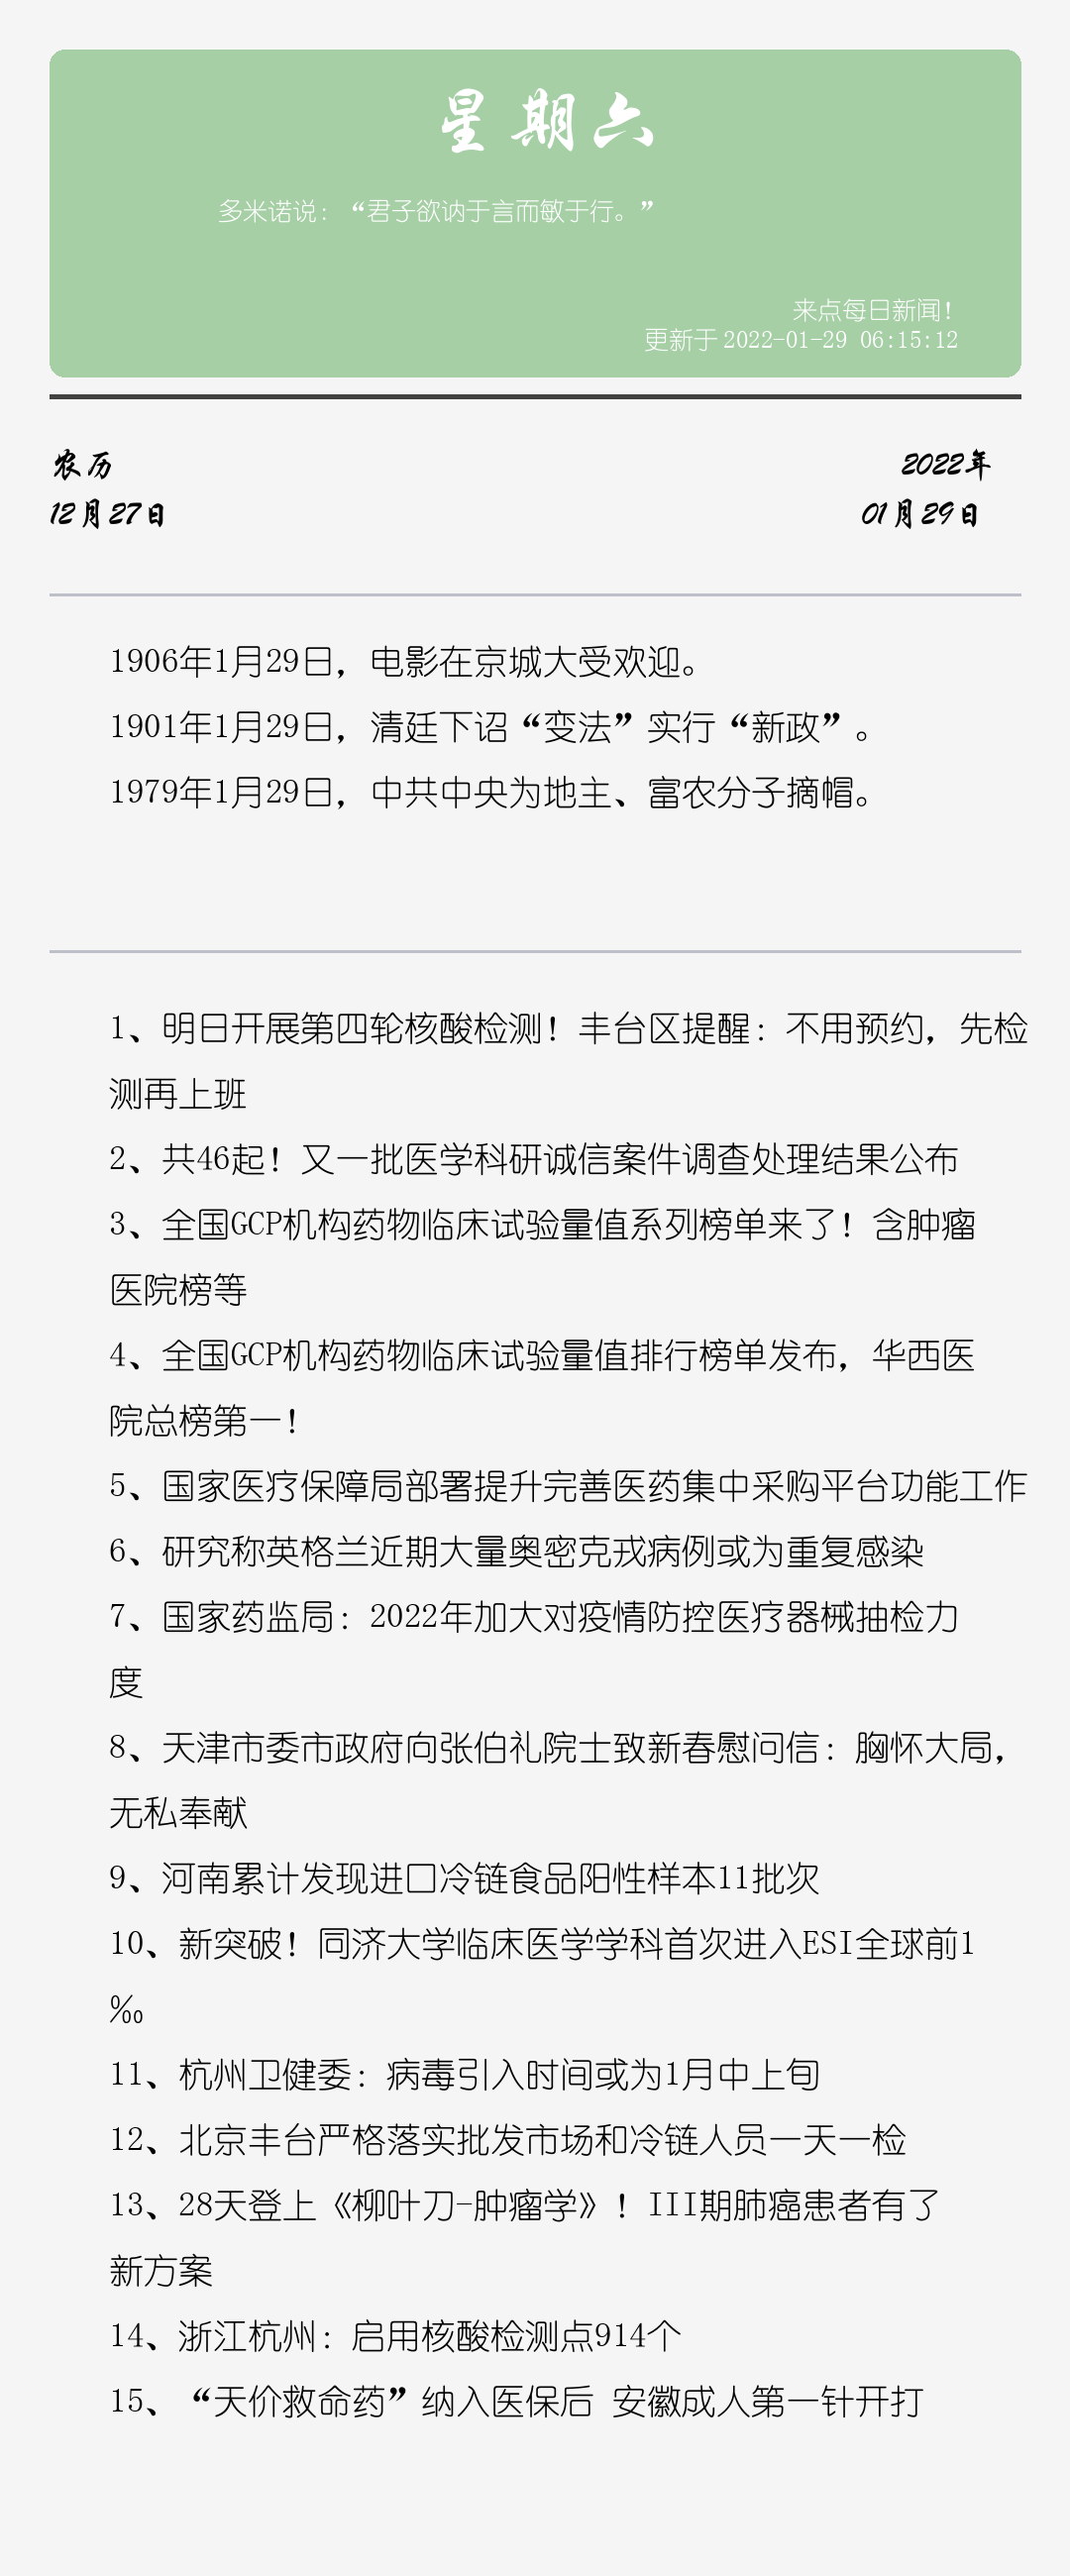 星期六
多米诺说：“君子欲讷于言而敏于行。”
来点每日新闻！
更新于 2022-01-29 06:15:12
农历
12月27日
2022年
01月29日
1906年1月29日，电影在京城大受欢迎。
1901年1月29日，清廷下诏“变法”实行“新政”。
1979年1月29日，中共中央为地主、富农分子摘帽。
1、明日开展第四轮核酸检测！丰台区提醒：不用预约，先检
测再上班
2、共46起！又一批医学科研诚信案件调查处理结果公布
3、全国GCP机构药物临床试验量值系列榜单来了！含肿瘤
医院榜等
4、全国GCP机构药物临床试验量值排行榜单发布，华西医
院总榜第一！
5、国家医疗保障局部署提升完善医药集中采购平台功能工作
6、研究称英格兰近期大量奥密克戎病例或为重复感染
7、国家药监局：2022年加大对疫情防控医疗器械抽检力
度
8、天津市委市政府向张伯礼院士致新春慰问信：胸怀大局，
无私奉献
9、河南累计发现进口冷链食品阳性样本11批次
10、新突破！同济大学临床医学学科首次进入ESI全球前1
‰
11、杭州卫健委：病毒引入时间或为1月中上旬
12、北京丰台严格落实批发市场和冷链人员一天一检
13、28天登上《柳叶刀-肿瘤学》！III期肺癌患者有了
新方案
14、浙江杭州：启用核酸检测点914个
15、“天价救命药”纳入医保后 安徽成人第一针开打